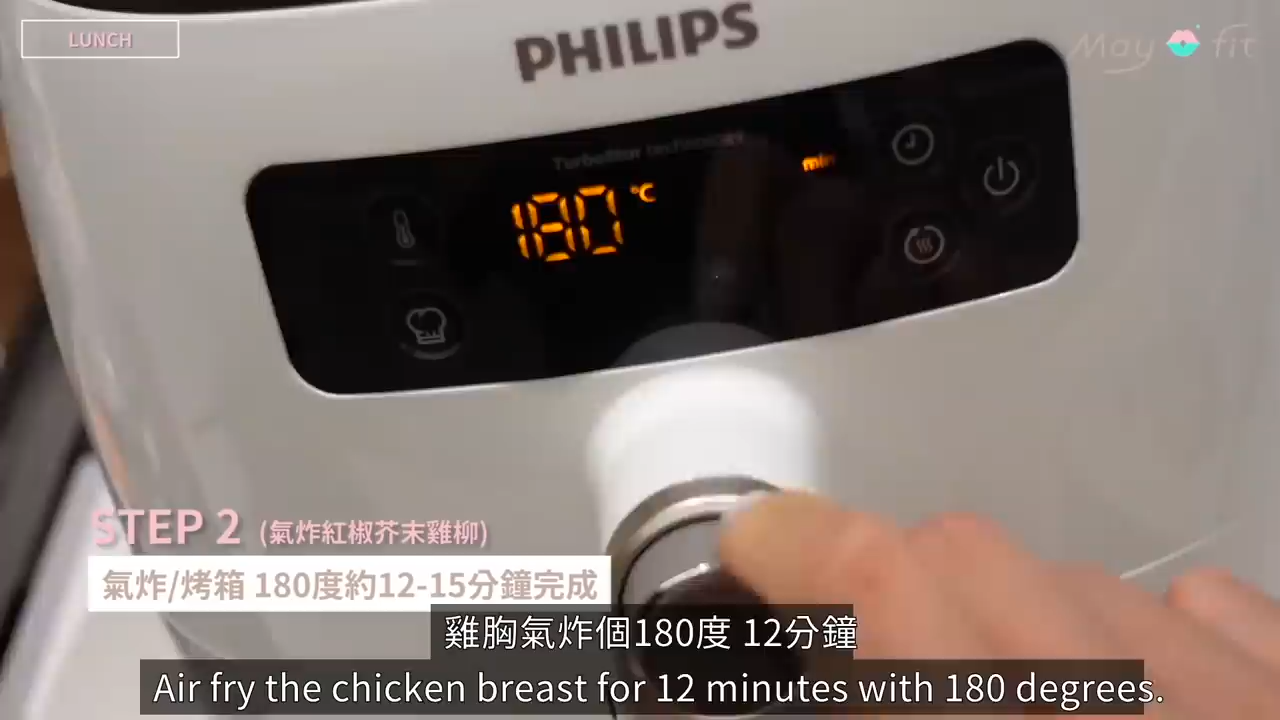 LUNCH
PHILIPS
May fit
TurboStar technology
180 °C
min
STEP 2 (氣炸紅椒芥末雞柳)
氣炸/烤箱 180度約12-15分鐘完成
雞胸氣炸個180度 12分鐘
Air fry the chicken breast for 12 minutes with 180 degrees.